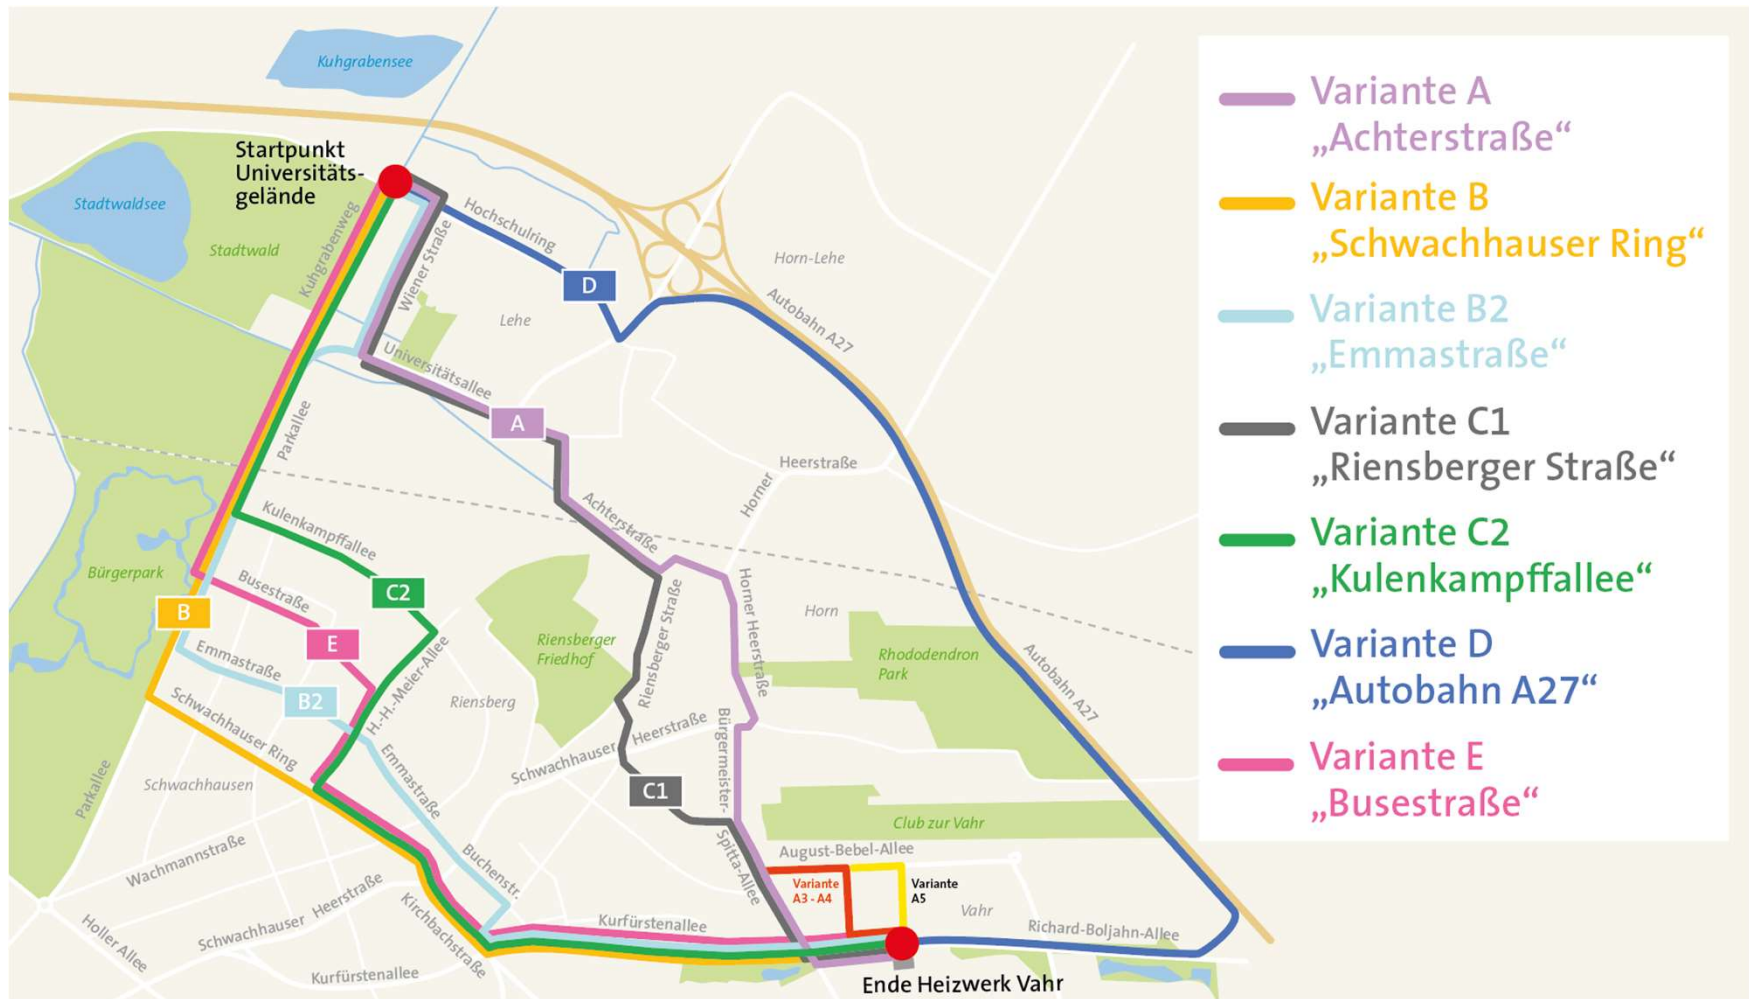 Kuhgrabensee
Startpunkt
Universitäts-
gelände
Stadtwaldsee
Stadtwald
Kuhgrabenweg
Wiener Straße
Hochschulring
D
Horn-Lehe
Autobahn A27
Lehe
Universitätsallee
A
Parkallee
Heerstraße
Horner
Achterstraße
Kulenkampffallee
C2
Bürgerpark
Busestraße
B
E
Emmastraße
B2
H.-H.-Meier-Allee
Riensberger
Friedhof
Riensberg
Riensberger Straße
Horner Heerstraße
Horn
Rhododendron
Park
Autobahn A27
Schwachhauser Ring
Schwachhausen
Parkallee
Emmastraße
Schwachhauser
Heerstraße
Bürgermeister-
Spitta-Allee
C1
Club zur Vahr
August-Bebel-Allee
Variante
A3 - A4
Variante
A5
Vahr
Wachmannstraße
Buchenstr.
Schwachhauser Heerstraße
Holler Allee
Kirchbachstraße
Kurfürstenallee
Kurfürstenallee
Richard-Boljahn-Allee
Ende Heizwerk Vahr
Variante A
„Achterstraße“
Variante B
„Schwachhauser Ring“
Variante B2
„Emmastraße“
Variante C1
„Riensberger Straße“
Variante C2
„Kulenkampffallee“
Variante D
„Autobahn A27“
Variante E
„Busestraße“